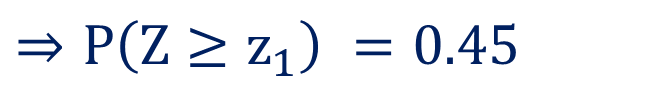 ⇒ P(Z ≥ z₁) = 0.45